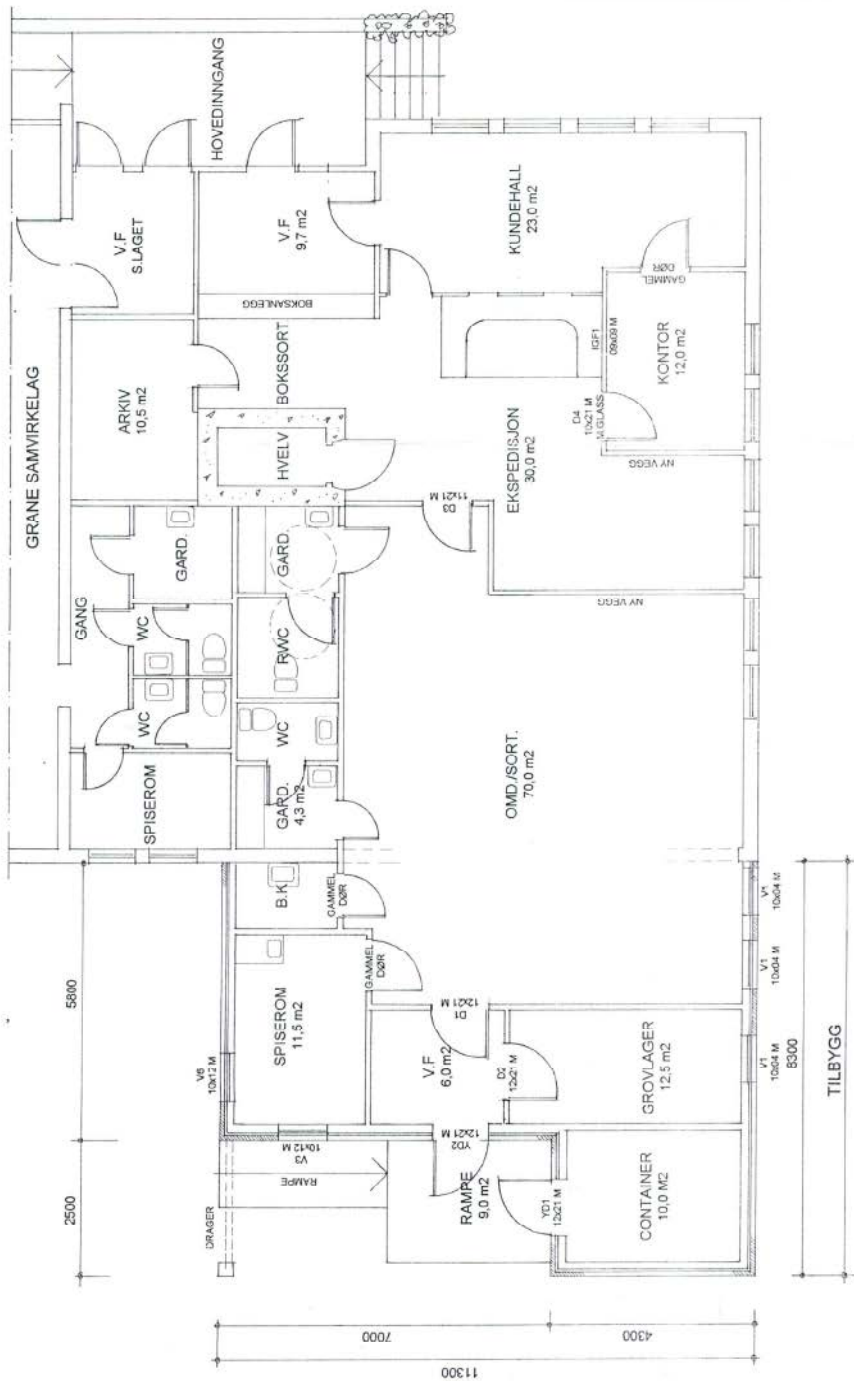 GRANE SAMVIRKELAG
HOVEDINNGANG
V.F
S.LAGET
V.F
9,7 m2
KUNDEHALL
23,0 m2
GAMMEL
DØR
BOKSANLEGG
ARKIV
10,5 m2
BOKSSORT
IGF1
09x09 M
KONTOR
12,0 m2
D4
10x21 M
M.GLASS
HVELV
EKSPEDISJON
30,0 m2
NY VEGG
D3
11x21 M
GANG
GARD.
GARD.
WC
RWC
NY VEGG
WC
WC
OMD./SORT.
70,0 m2
SPISEROM
GARD.
4,3 m2
B.K
GAMMEL
DØR
V1
10x04 M
5800
SPISEROM
11,5 m2
GAMMEL
DØR
V1
10x04 M
D1
12x21 M
V6
10x12 M
V.F
6,0 m2
D2
12x21 M
GROVLAGER
12,5 m2
V1
10x04 M
8300
TILBYGG
V3
10x12 M
YD2
12x21 M
2500
RAMPE
RAMPE
9,0 m2
YD1
12x21 M
CONTAINER
10,0 M2
DRAGER
7000
4300
11300